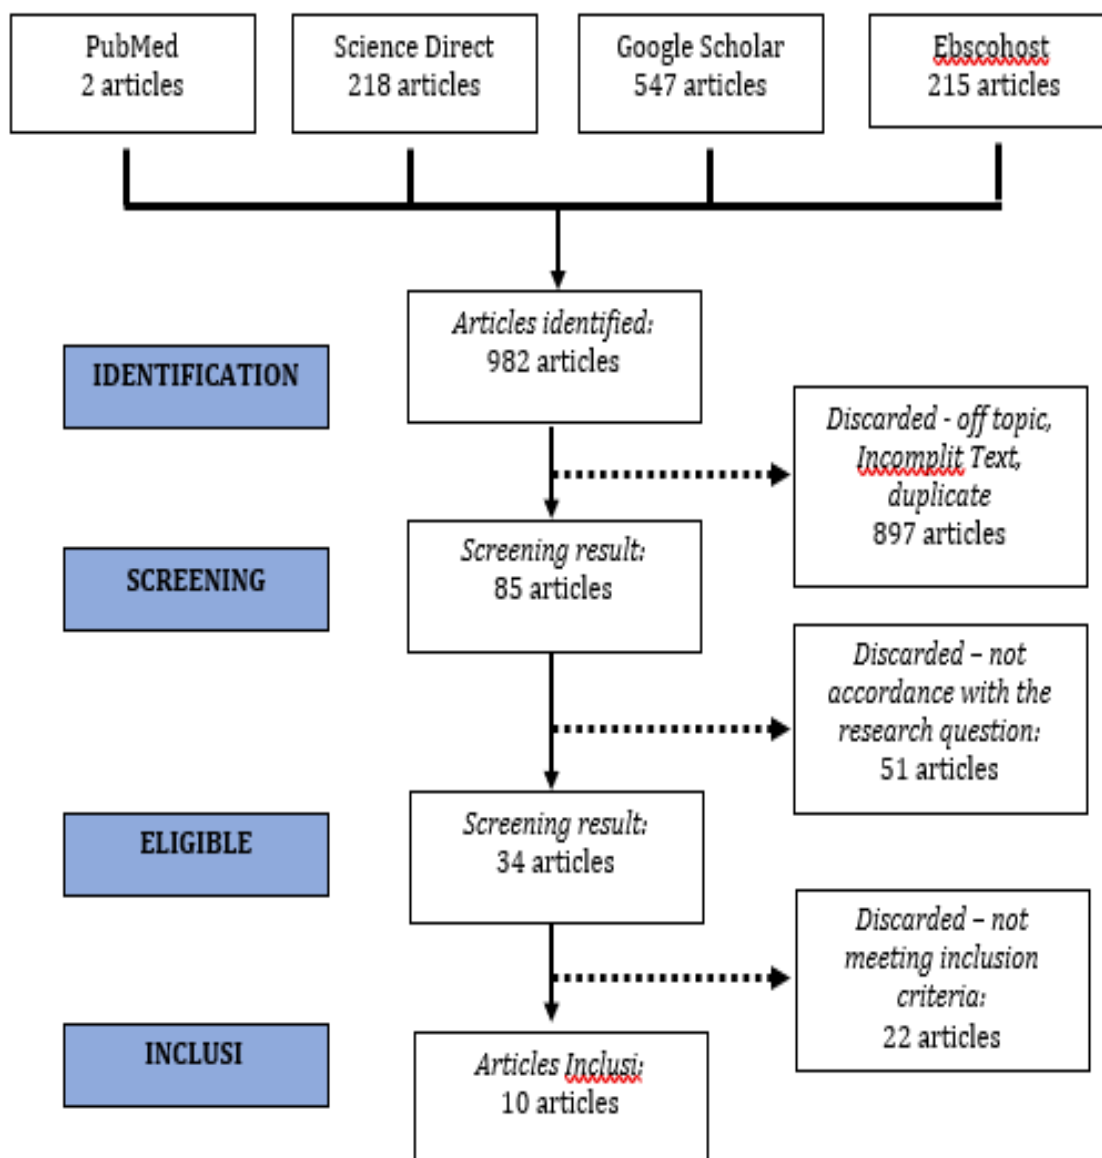 PubMed
2 articles
Science Direct
218 articles
Google Scholar
547 articles
Ebscohost
215 articles
Articles identified:
982 articles
IDENTIFICATION
Discarded - off topic,
Incomplit Text,
duplicate
897 articles
Screening result:
85 articles
SCREENING
Discarded – not
accordance with the
research question:
51 articles
Screening result:
34 articles
ELIGIBLE
Discarded – not
meeting inclusion
criteria:
22 articles
INCLUSI
Articles Inclusi:
10 articles